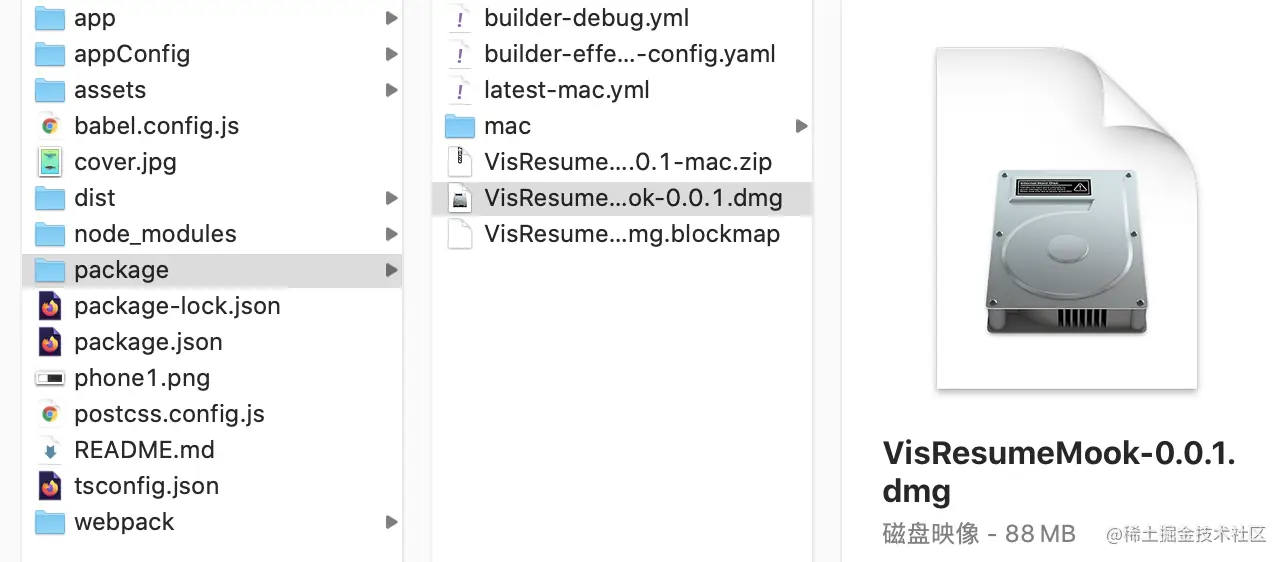 app
appConfig
assets
babel.config.js
cover.jpg
dist
node_modules
package
package-lock.json
package.json
phone1.png
postcss.config.js
README.md
tsconfig.json
webpack
builder-debug.yml
builder-effe...-config.yaml
latest-mac.yml
mac
VisResume....0.1-mac.zip
VisResume...ok-0.0.1.dmg
VisResume...mg.blockmap
VisResumeMook-0.0.1.
dmg
磁盘映像 - 88 MB
@稀土掘金技术社区